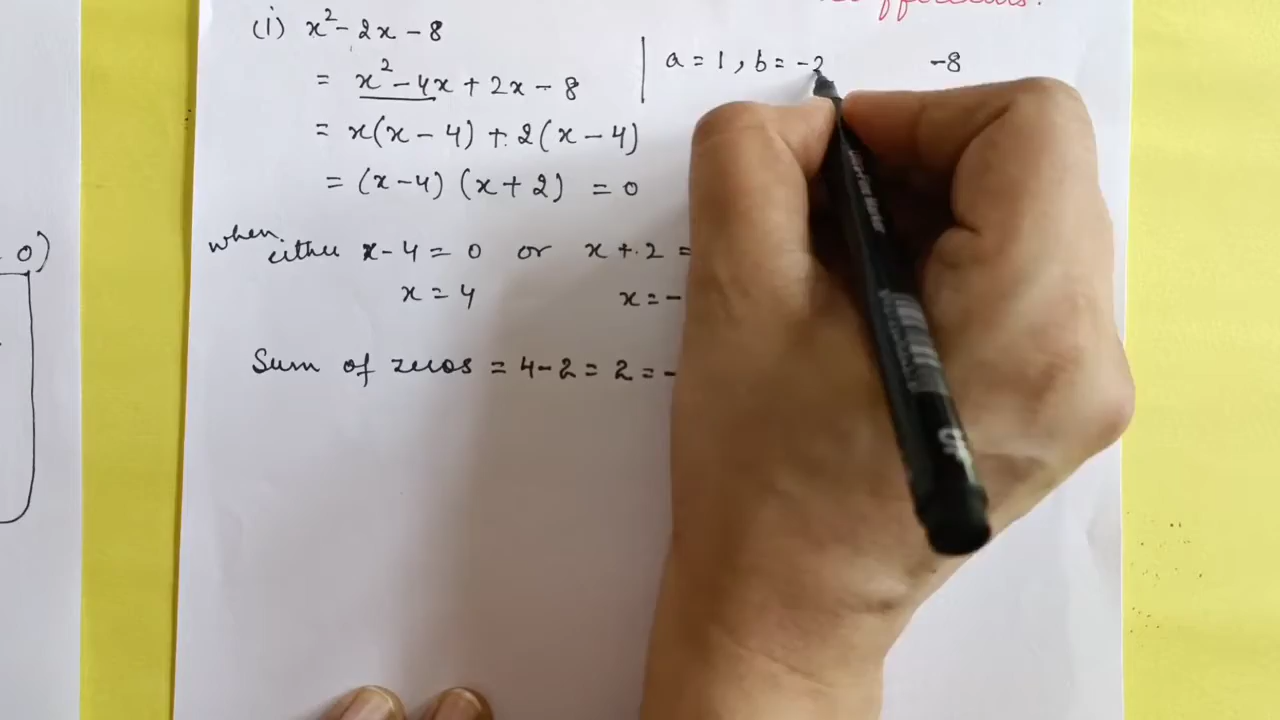 (i) x² - 2x - 8
a = 1, b = -2 -8
= x² - 4x + 2x - 8
= x(x - 4) + 2(x - 4)
= (x - 4) (x + 2) = 0
0)
when either x - 4 = 0 or x + 2 =
x = 4 x = -
Sum of zeros = 4 - 2 = 2 = -